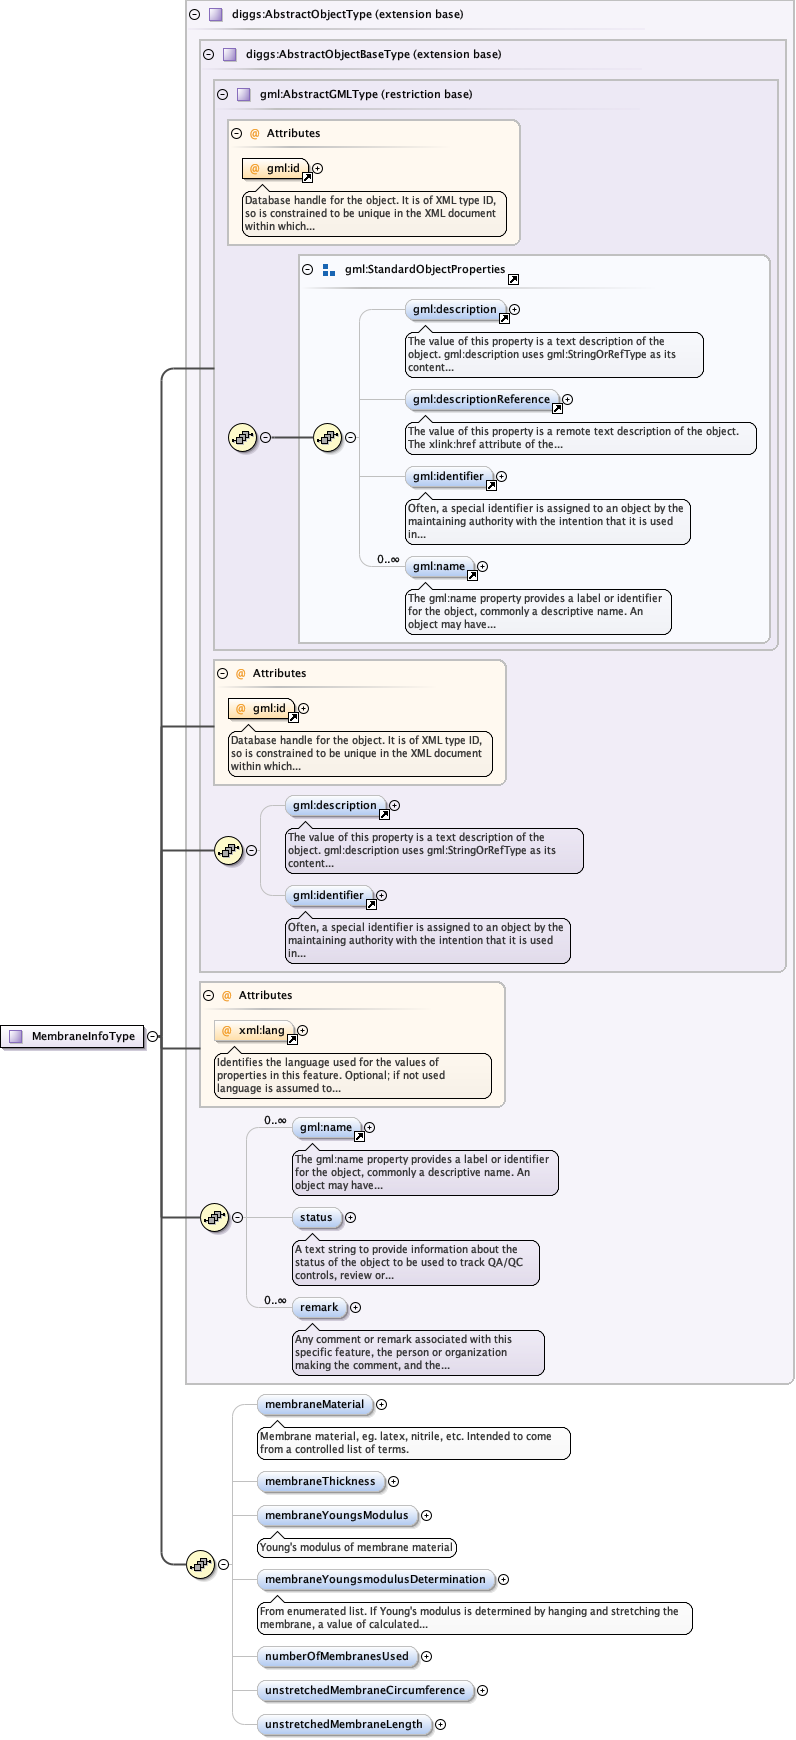 diggs:AbstractObjectType (extension base)
diggs:AbstractObjectBaseType (extension base)
gml:AbstractGMLType (restriction base)
@ Attributes
@ gml:id
Database handle for the object. It is of XML type ID,
so is constrained to be unique in the XML document
within which...
gml:StandardObjectProperties
gml:description
The value of this property is a text description of the
object. gml:description uses gml:StringOrRefType as its
content...
gml:descriptionReference
The value of this property is a remote text description of the object.
The xlink:href attribute of the...
gml:identifier
Often, a special identifier is assigned to an object by the
maintaining authority with the intention that it is used
in...
0..∞
gml:name
The gml:name property provides a label or identifier
for the object, commonly a descriptive name. An
object may have...
@ Attributes
@ gml:id
Database handle for the object. It is of XML type ID,
so is constrained to be unique in the XML document
within which...
gml:description
The value of this property is a text description of the
object. gml:description uses gml:StringOrRefType as its
content...
gml:identifier
Often, a special identifier is assigned to an object by the
maintaining authority with the intention that it is used
in...
@ Attributes
@ xml:lang
Identifies the language used for the values of
properties in this feature. Optional; if not used
language is assumed to...
MembraneInfoType
0..∞
gml:name
The gml:name property provides a label or identifier
for the object, commonly a descriptive name. An
object may have...
status
A text string to provide information about the
status of the object to be used to track QA/QC
controls, review or...
0..∞
remark
Any comment or remark associated with this
specific feature, the person or organization
making the comment, and the...
membraneMaterial
Membrane material, eg. latex, nitrile, etc. Intended to come
from a controlled list of terms.
membraneThickness
membraneYoungsModulus
Young's modulus of membrane material
membraneYoungsmodulusDetermination
From enumerated list. If Young's modulus is determined by hanging and stretching the
membrane, a value of calculated...
numberOfMembranesUsed
unstretchedMembraneCircumference
unstretchedMembraneLength